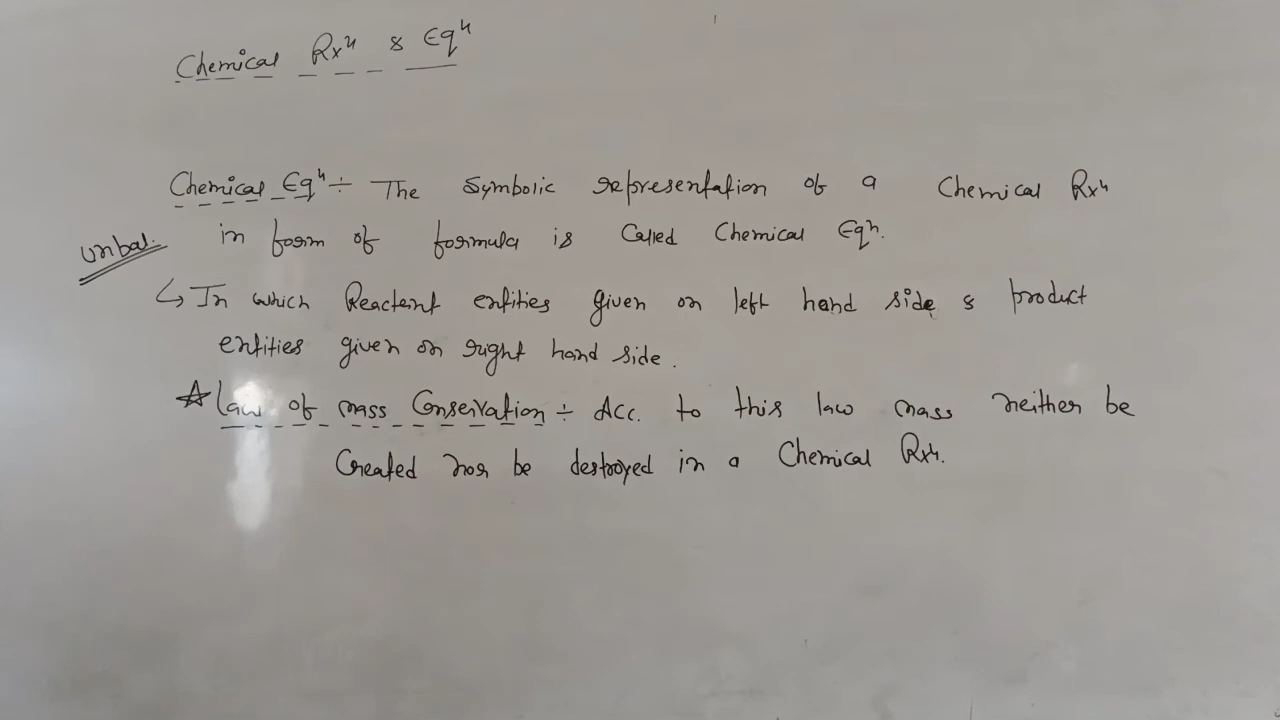 Chemical Rxⁿ & Eqⁿ
Chemical Eqⁿ ÷ The Symbolic representation of a Chemical Rxⁿ
unbal.
in form of formula is Called Chemical Eqⁿ.
↳ In which Reactant entities given on left hand side & product
entities given on right hand side.
☆ Law of mass Conservation ÷ Acc. to this law mass neither be
Created nor be destroyed in a Chemical Rxⁿ.